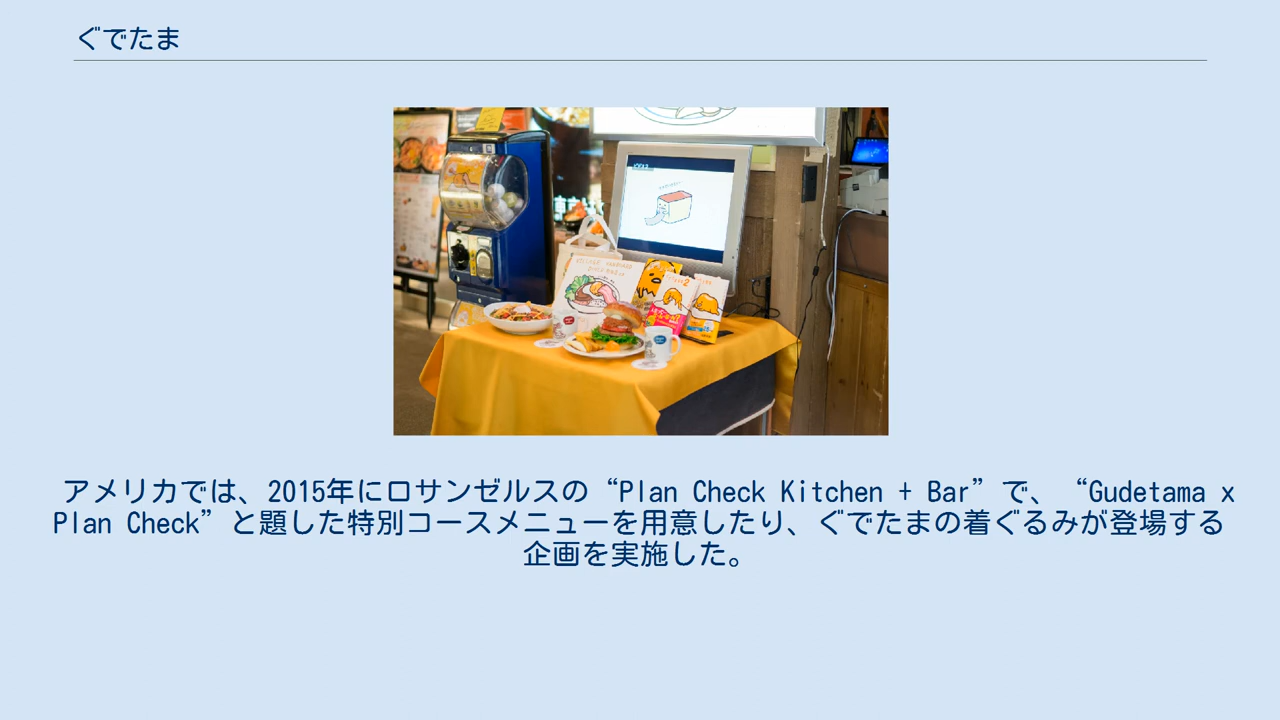 ぐでたま
アメリカでは、2015年にロサンゼルスの“Plan Check Kitchen + Bar”で、“Gudetama x
Plan Check”と題した特別コースメニューを用意したり、ぐでたまの着ぐるみが登場する
企画を実施した。